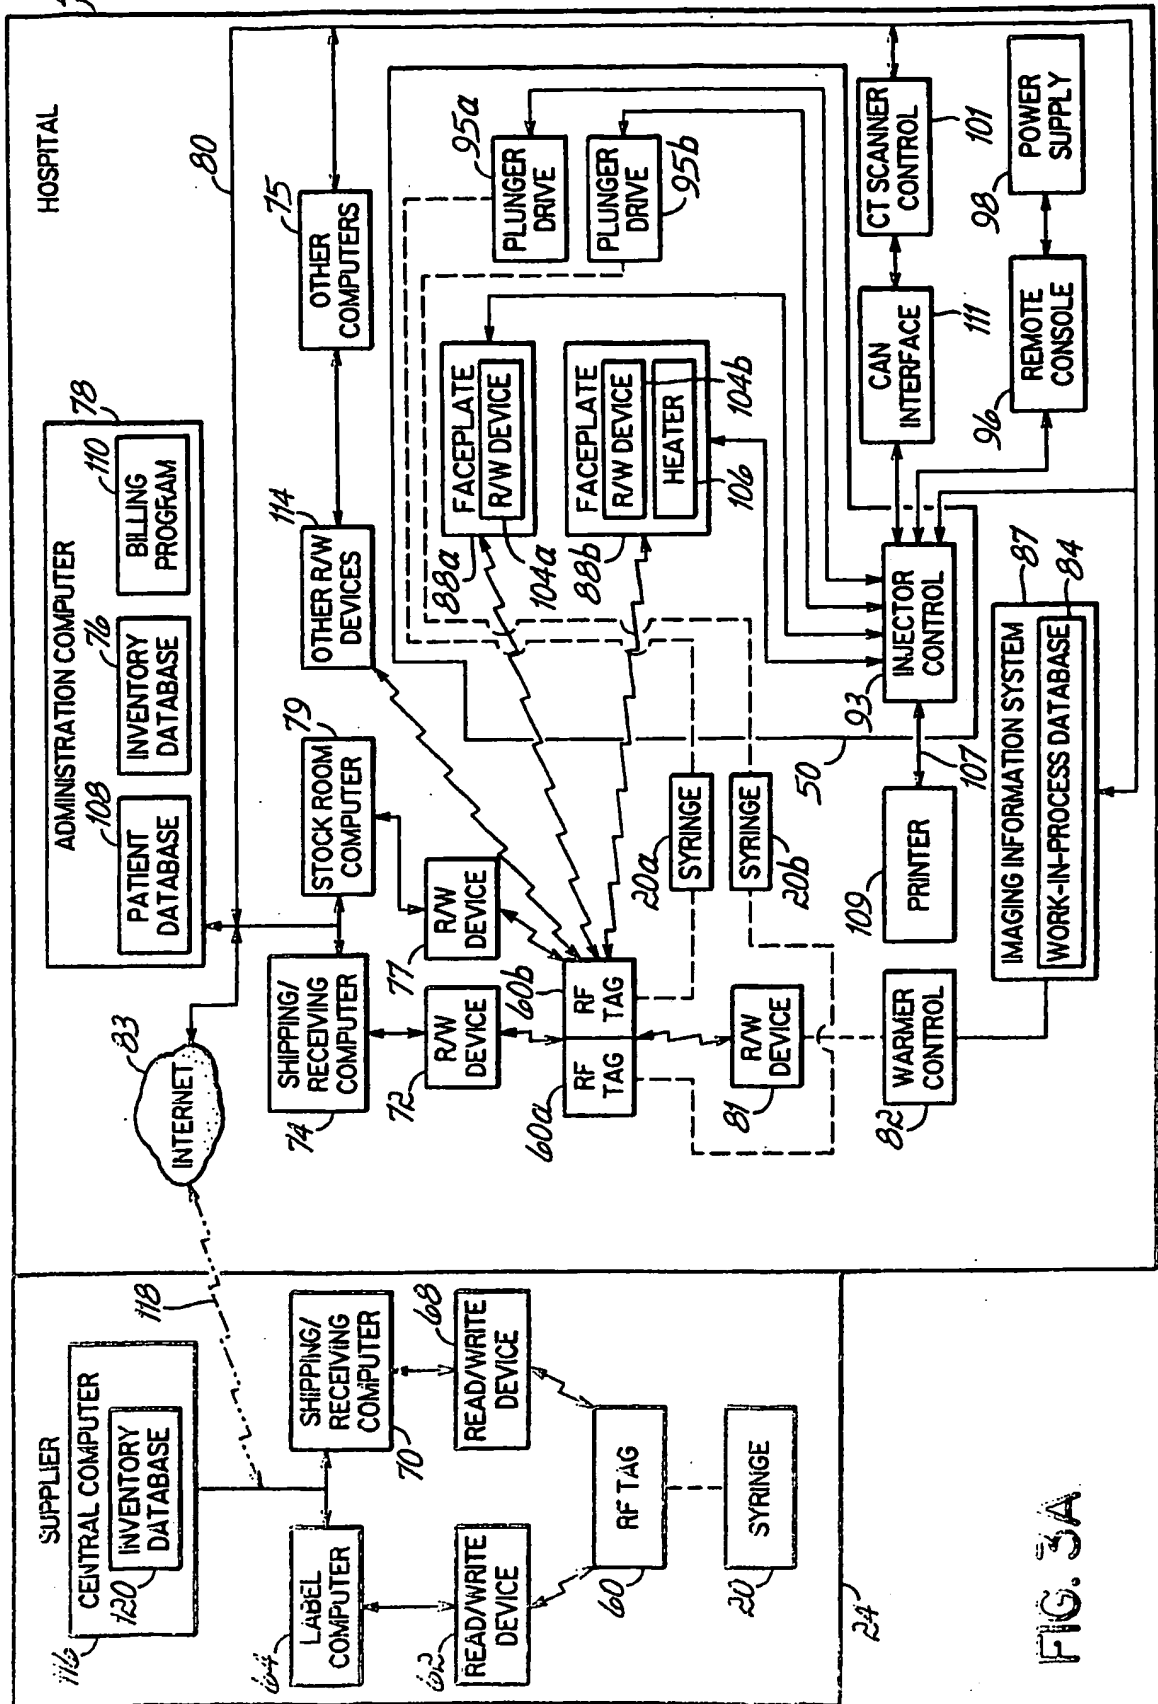 SUPPLIER
CENTRAL COMPUTER
INVENTORY
DATABASE
120
116
118
LABEL
COMPUTER
64
SHIPPING/
RECEIVING
COMPUTER
70
READ/WRITE
DEVICE
62
READ/WRITE
DEVICE
68
RF TAG
60
SYRINGE
20
24
HOSPITAL
INTERNET
83
80
ADMINISTRATION COMPUTER
78
PATIENT
DATABASE
108
INVENTORY
DATABASE
76
BILLING
PROGRAM
110
SHIPPING/
RECEIVING
COMPUTER
74
STOCK ROOM
COMPUTER
79
OTHER R/W
DEVICES
114
OTHER
COMPUTERS
75
R/W
DEVICE
72
R/W
DEVICE
77
RF
TAG
60a
RF
TAG
60b
FACEPLATE
R/W DEVICE
88a
104a
FACEPLATE
R/W DEVICE
HEATER
88b
104b
106
PLUNGER
DRIVE
95a
PLUNGER
DRIVE
95b
SYRINGE
20a
SYRINGE
20b
R/W
DEVICE
81
WARMER
CONTROL
82
PRINTER
109
107
50
INJECTOR
CONTROL
93
CAN
INTERFACE
111
CT SCANNER
CONTROL
101
REMOTE
CONSOLE
96
POWER
SUPPLY
98
IMAGING INFORMATION SYSTEM
87
WORK-IN-PROCESS DATABASE
84
FIG. 3A